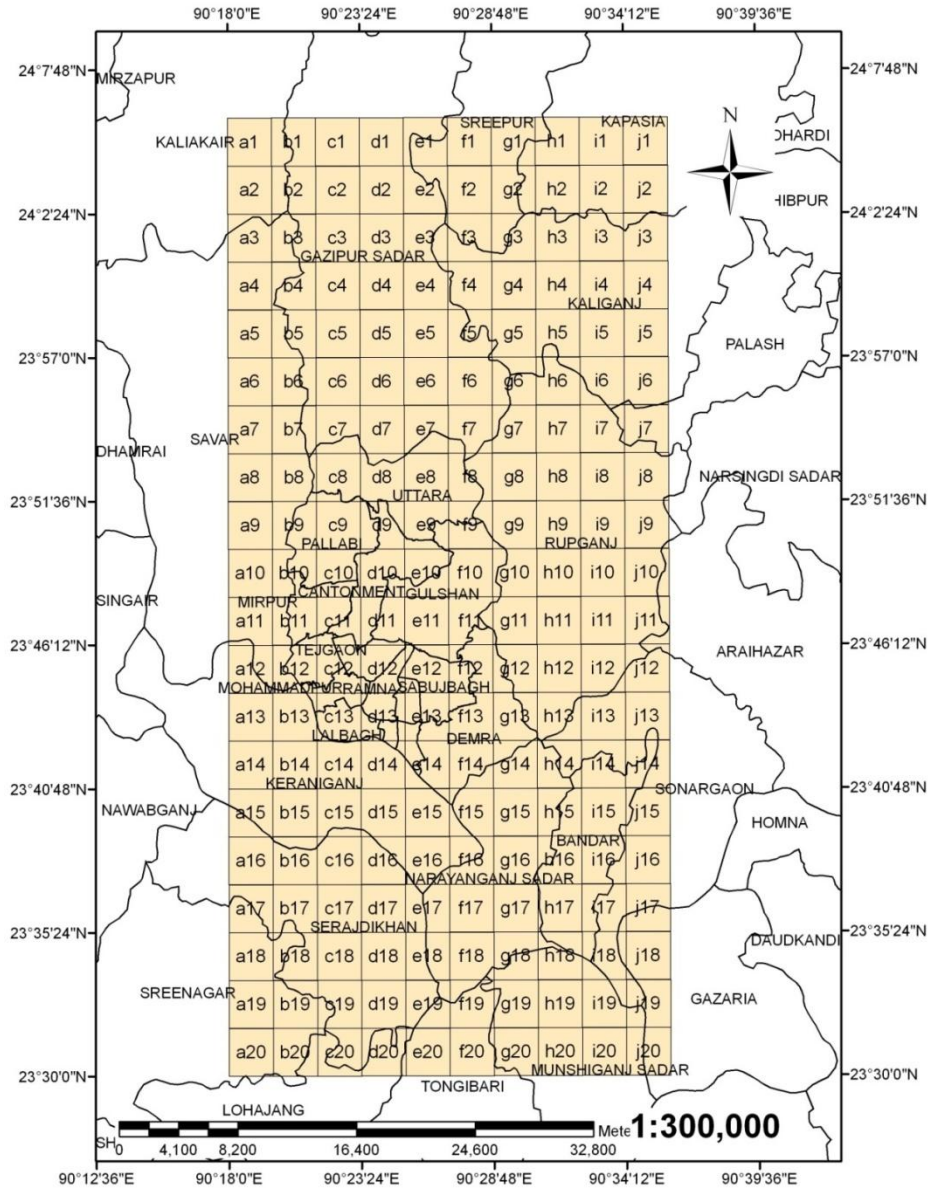 90°18'0"E 90°23'24"E 90°28'48"E 90°34'12"E 90°39'36"E
24°7'48"N 24°7'48"N
MIRZAPUR
SREEPUR KAPASIA
N
KALIAKAIR a1 b1 c1 d1 e1 f1 g1 h1 i1 j1
OHARDI
a2 b2 c2 d2 e2 f2 g2 h2 i2 j2
HIBPUR
24°2'24"N 24°2'24"N
a3 b3 c3 d3 e3 f3 g3 h3 i3 j3
GAZIPUR SADAR
a4 b4 c4 d4 e4 f4 g4 h4 i4 j4
KALIGANJ
a5 b5 c5 d5 e5 f5 g5 h5 i5 j5
PALASH
23°57'0"N 23°57'0"N
a6 b6 c6 d6 e6 f6 g6 h6 i6 j6
SAVAR a7 b7 c7 d7 e7 f7 g7 h7 i7 j7
DHAMRAI
a8 b8 c8 d8 e8 f8 g8 h8 i8 j8
NARSINGDI SADAR
UTTARA
23°51'36"N 23°51'36"N
a9 b9 c9 d9 e9 f9 g9 h9 i9 j9
PALLABI RUPGANJ
a10 b10 c10 d10 e10 f10 g10 h10 i10 j10
CANTONMENT GULSHAN
SINGAIR MIRPUR
a11 b11 c11 d11 e11 f11 g11 h11 i11 j11
23°46'12"N 23°46'12"N
TEJGAON ARAIHAZAR
a12 b12 c12 d12 e12 f12 g12 h12 i12 j12
MOHAMMADPUR RAMNA SABUJBAGH
a13 b13 c13 d13 e13 f13 g13 h13 i13 j13
LALBAGH DEMRA
a14 b14 c14 d14 e14 f14 g14 h14 i14 j14
KERANIGANJ SONARGAON
23°40'48"N 23°40'48"N
NAWABGANJ a15 b15 c15 d15 e15 f15 g15 h15 i15 j15
HOMNA
BANDAR
a16 b16 c16 d16 e16 f16 g16 h16 i16 j16
NARAYANGANJ SADAR
a17 b17 c17 d17 e17 f17 g17 h17 i17 j17
SERAJDIKHAN
23°35'24"N 23°35'24"N
DAUDKANDI
a18 b18 c18 d18 e18 f18 g18 h18 i18 j18
SREENAGAR GAZARIA
a19 b19 c19 d19 e19 f19 g19 h19 i19 j19
a20 b20 c20 d20 e20 f20 g20 h20 i20 j20
MUNSHIGANJ SADAR
23°30'0"N 23°30'0"N
TONGIBARI
LOHAJANG
SH Mete 1:300,000
0 4,100 8,200 16,400 24,600 32,800
90°12'36"E 90°18'0"E 90°23'24"E 90°28'48"E 90°34'12"E 90°39'36"E